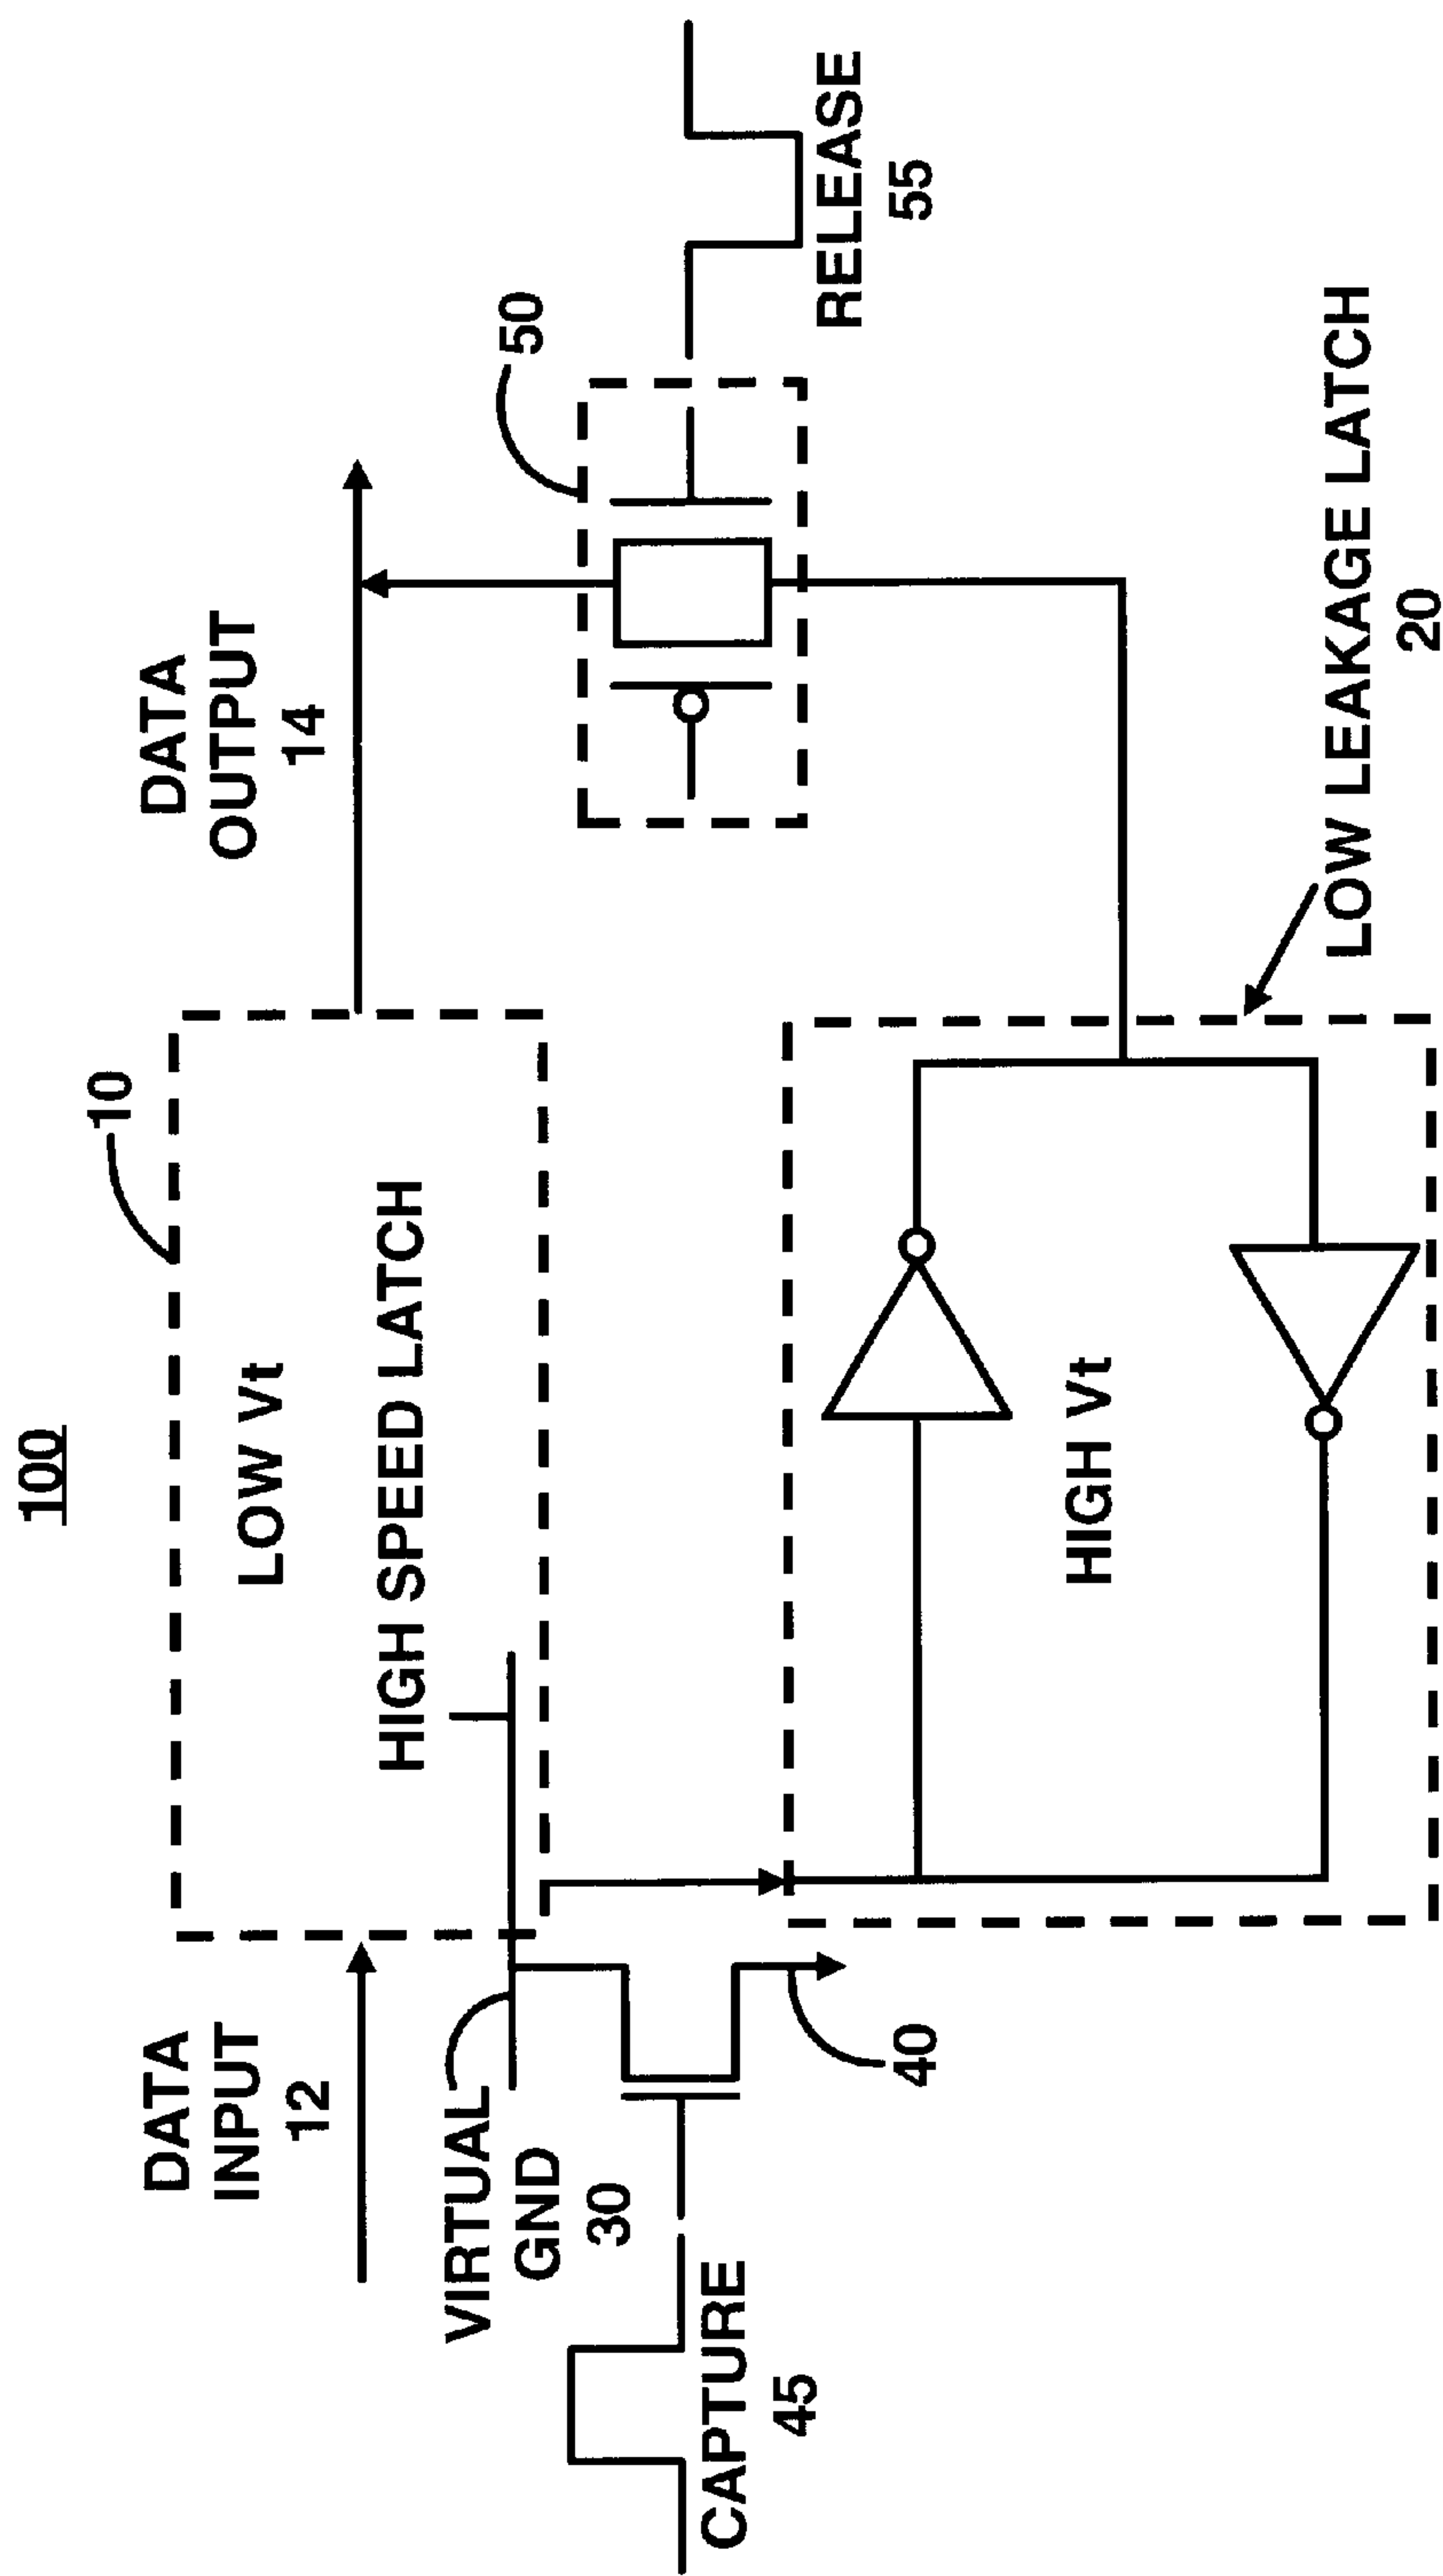 100
10
DATA
INPUT
12
LOW Vt
HIGH SPEED LATCH
DATA
OUTPUT
14
VIRTUAL
GND
30
50
CAPTURE
45
40
RELEASE
55
HIGH Vt
LOW LEAKAGE LATCH
20